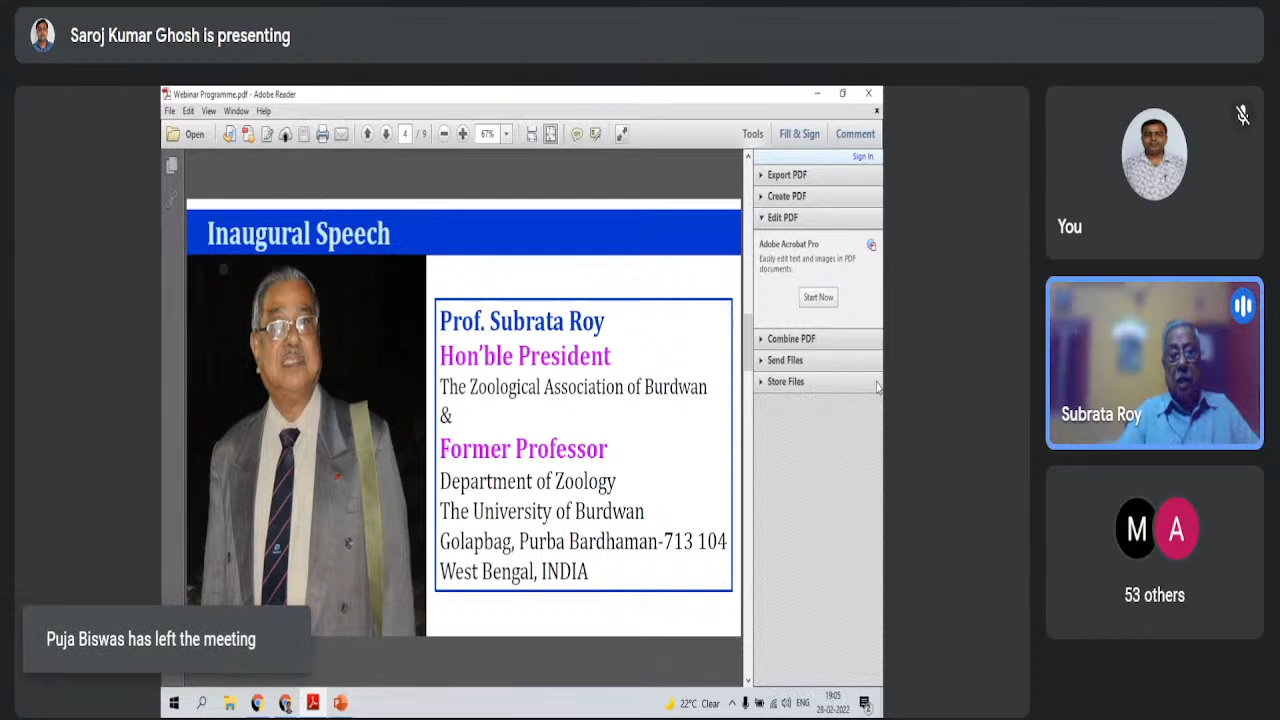 Saroj Kumar Ghosh is presenting
Webinar Programme.pdf - Adobe Reader
File Edit View Window Help
Open 4 / 9 67% Tools Fill & Sign Comment
Sign In
Export PDF
Create PDF
Edit PDF
Adobe Acrobat Pro
Easily edit text and images in PDF
documents.
Start Now
Combine PDF
Send Files
Store Files
Inaugural Speech
Prof. Subrata Roy
Hon'ble President
The Zoological Association of Burdwan
&
Former Professor
Department of Zoology
The University of Burdwan
Golapbag, Purba Bardhaman-713 104
West Bengal, INDIA
You
Subrata Roy
M A
53 others
Puja Biswas has left the meeting
22°C Clear ENG 19:05
28-02-2022